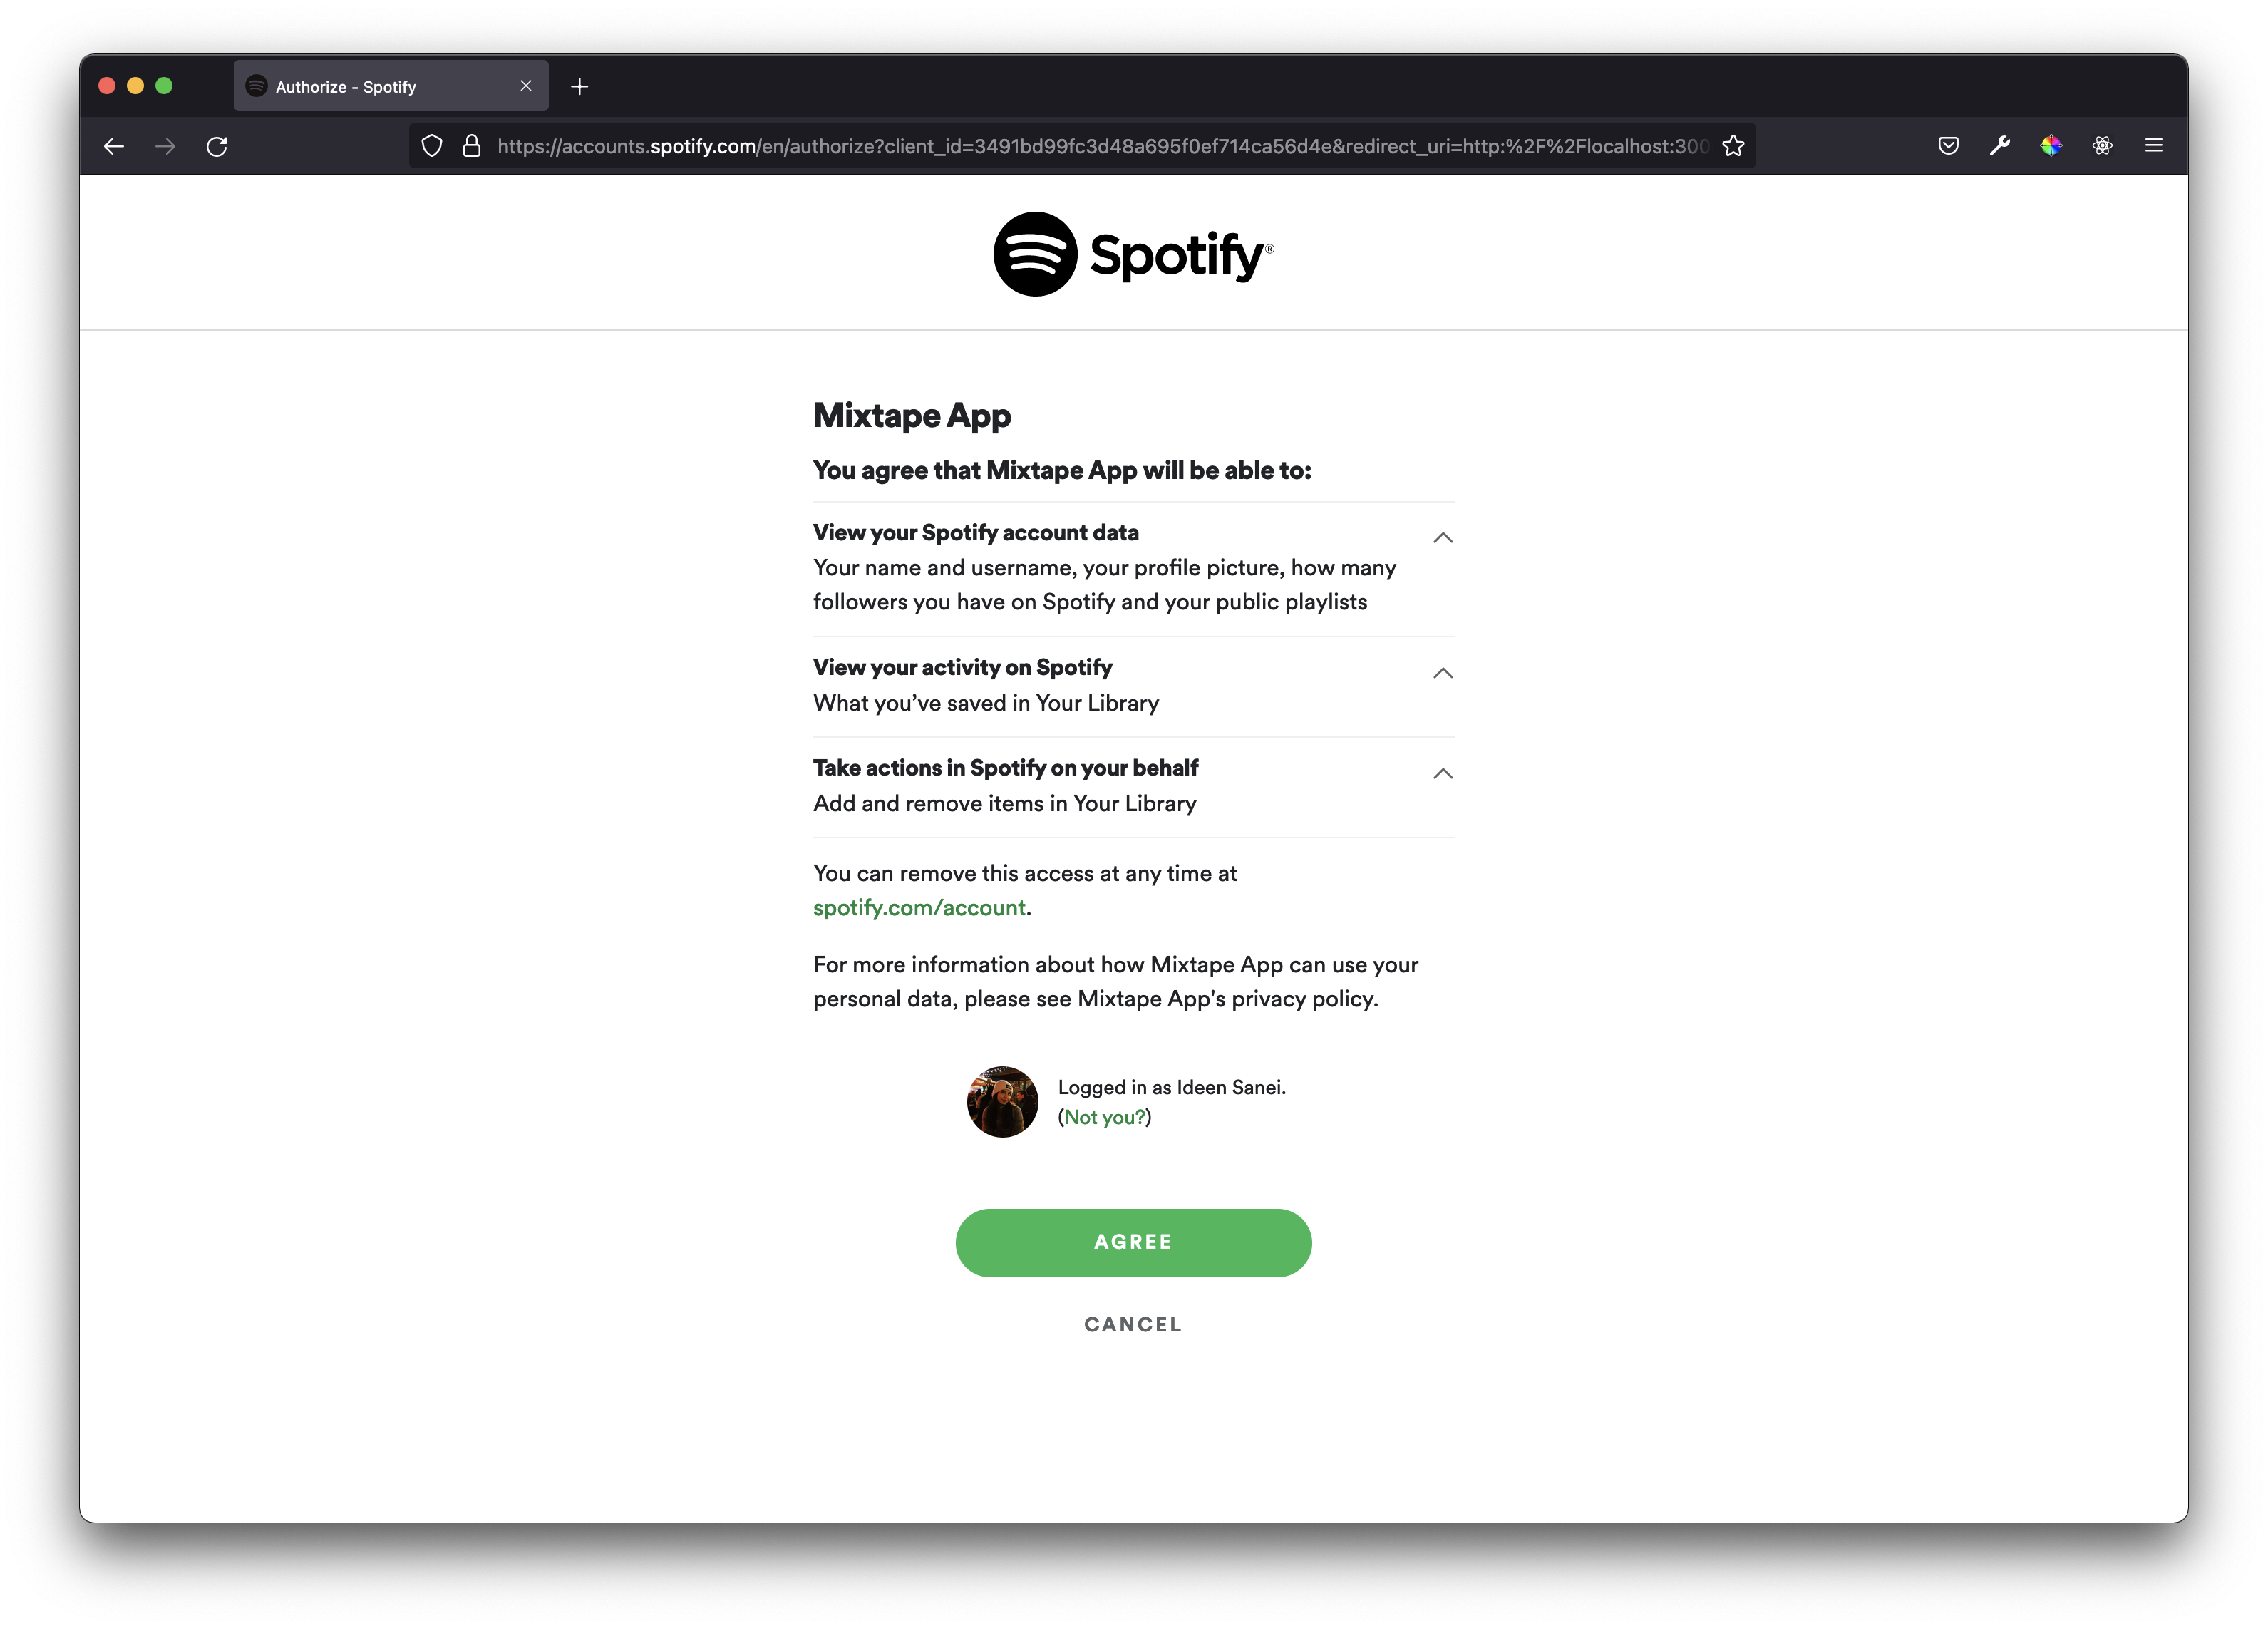 Authorize - Spotify
https://accounts.spotify.com/en/authorize?client_id=3491bd99fc3d48a695f0ef714ca56d4e&redirect_uri=http:%2F%2Flocalhost:300
Spotify®
Mixtape App
You agree that Mixtape App will be able to:
View your Spotify account data
Your name and username, your profile picture, how many
followers you have on Spotify and your public playlists
View your activity on Spotify
What you’ve saved in Your Library
Take actions in Spotify on your behalf
Add and remove items in Your Library
You can remove this access at any time at
spotify.com/account.
For more information about how Mixtape App can use your
personal data, please see Mixtape App's privacy policy.
Logged in as Ideen Sanei.
(Not you?)
AGREE
CANCEL